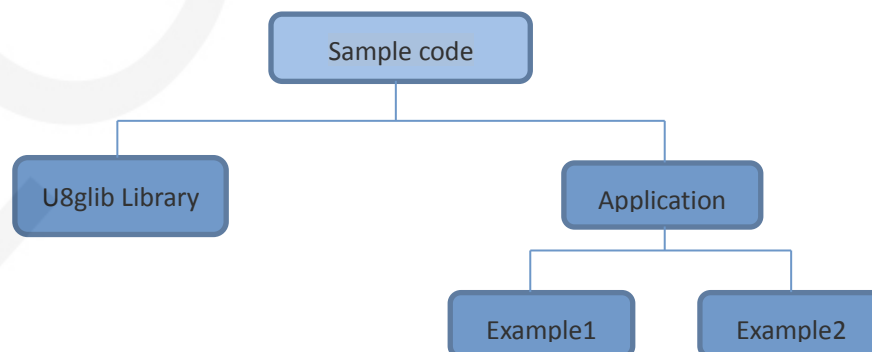 Sample code
U8glib Library
Application
Example1
Example2